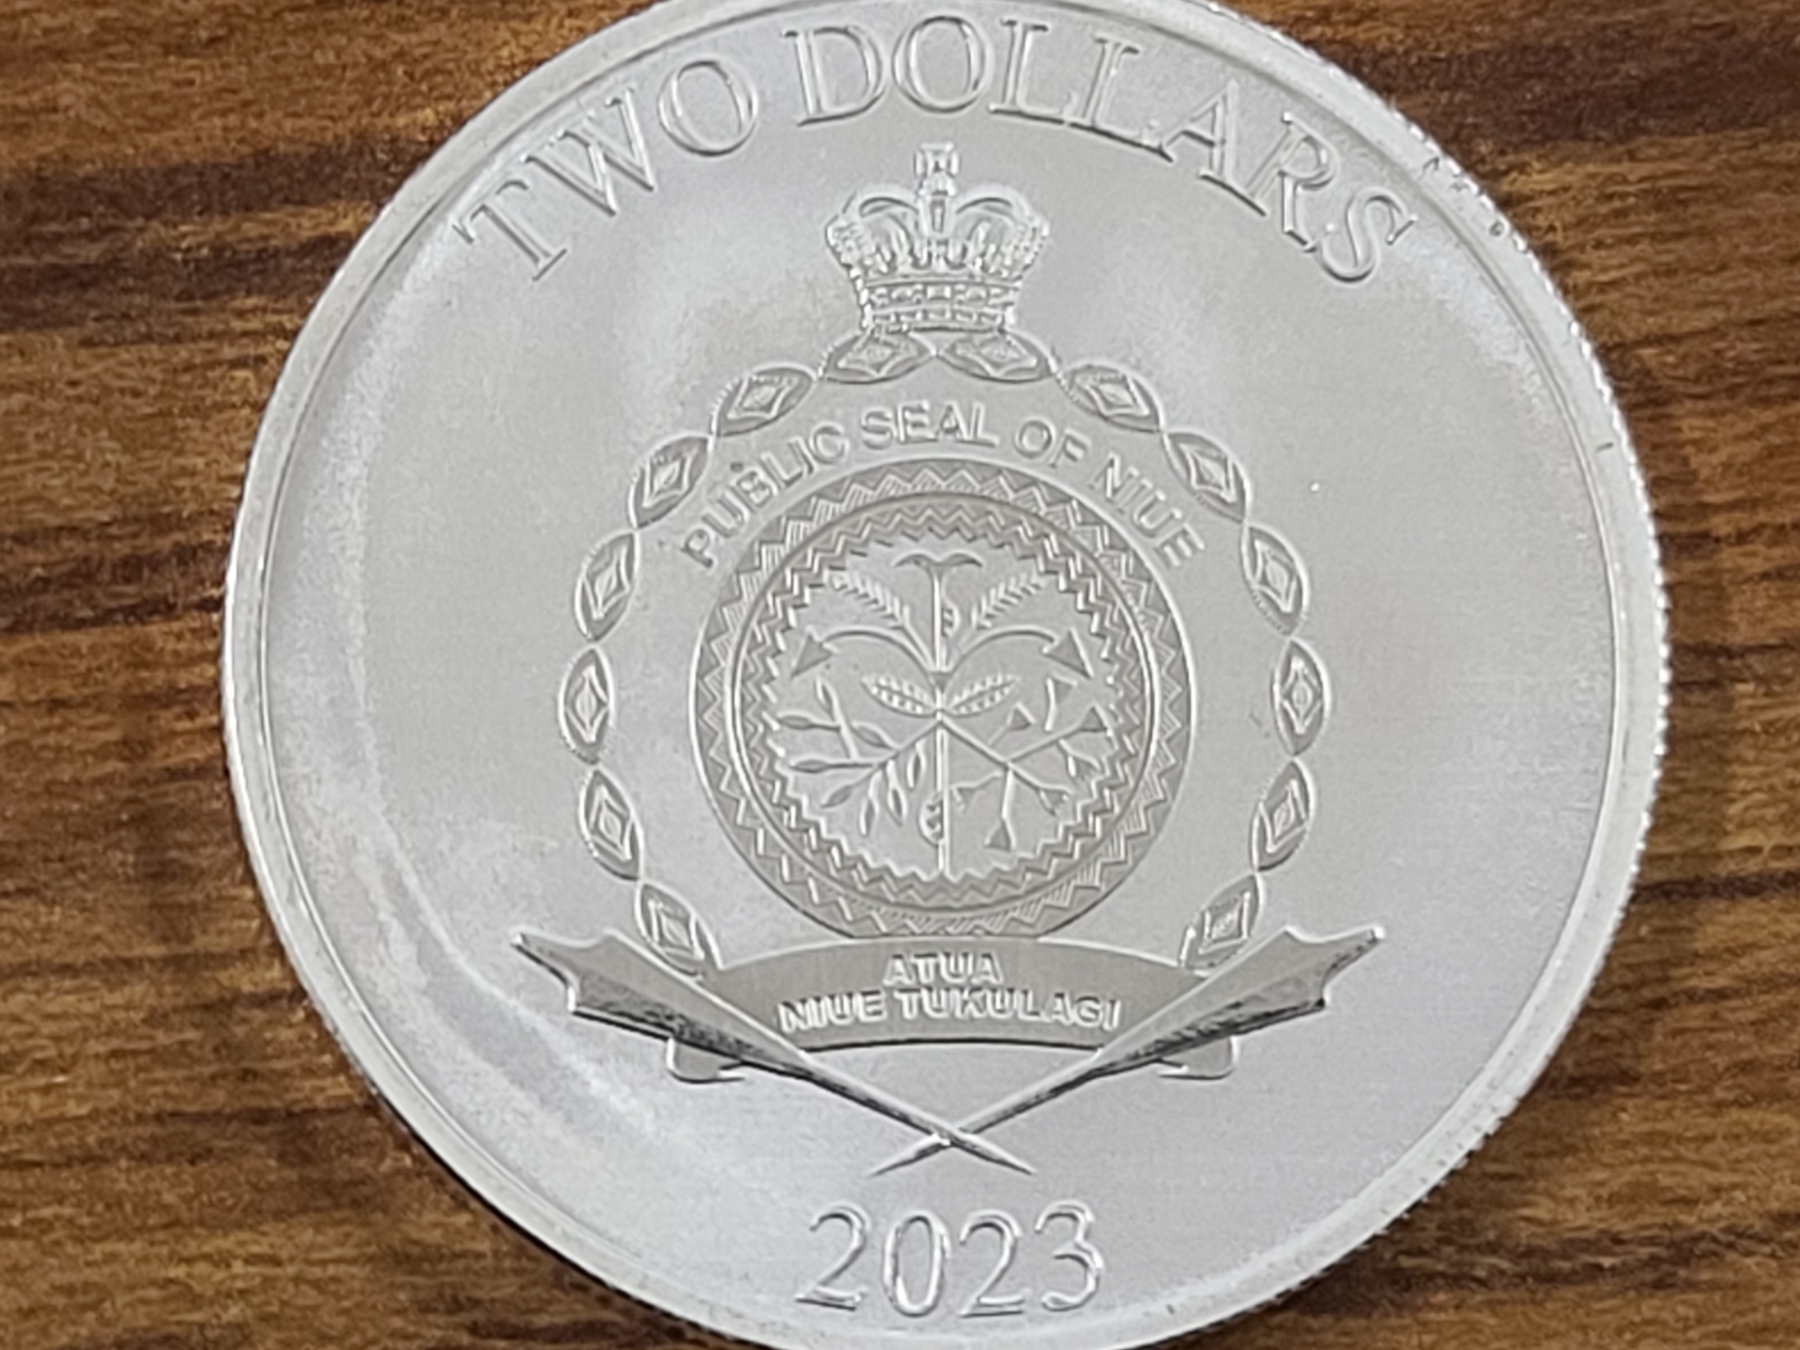 TWO DOLLARS
PUBLIC SEAL OF NIUE
ATUA
NIUE TUKULAGI
2023